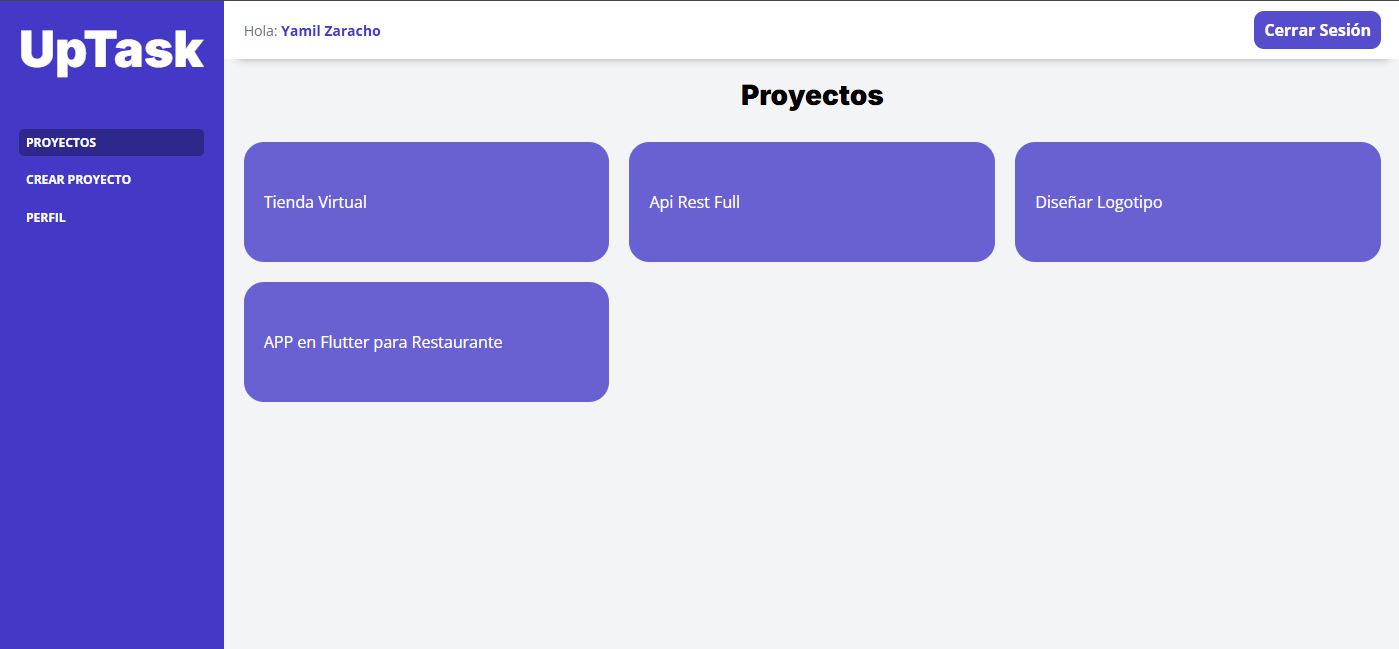 UpTask
PROYECTOS
CREAR PROYECTO
PERFIL
Hola: Yamil Zaracho
Cerrar Sesión
Proyectos
Tienda Virtual
Api Rest Full
Diseñar Logotipo
APP en Flutter para Restaurante